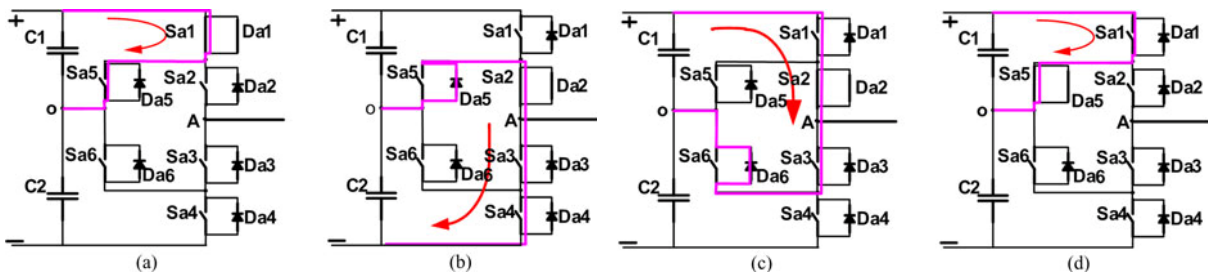 +
C1
Sa1
Da1
Sa5
Sa2
Da2
Da5
o
A
Sa6
Sa3
Da3
Da6
C2
Sa4
Da4
−
(a)
+
C1
Sa1
Da1
Sa5
Sa2
Da2
Da5
o
A
Sa6
Sa3
Da3
Da6
C2
Sa4
Da4
−
(b)
+
C1
Sa1
Da1
Sa5
Sa2
Da2
Da5
o
A
Sa6
Sa3
Da3
Da6
C2
Sa4
Da4
−
(c)
+
C1
Sa1
Da1
Sa5
Sa2
Da2
Da5
o
A
Sa6
Sa3
Da3
Da6
C2
Sa4
Da4
−
(d)